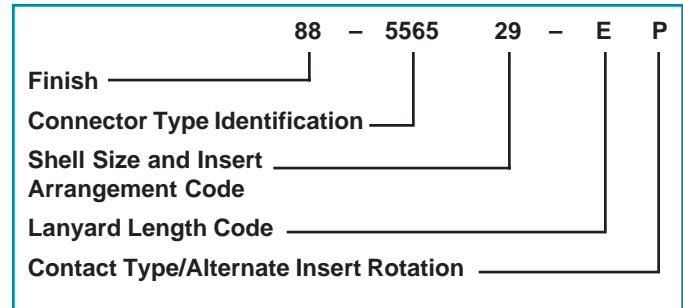 88 – 5565 29 – E P
Finish
Connector Type Identification
Shell Size and Insert
Arrangement Code
Lanyard Length Code
Contact Type/Alternate Insert Rotation